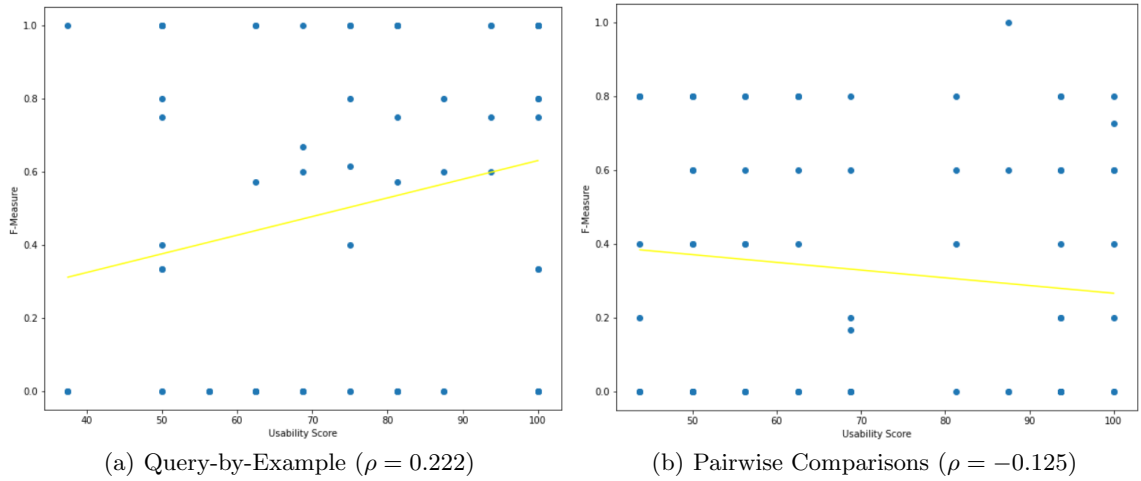 1.0
0.8
0.6
0.4
0.2
0.0
F-Measure
40 50 60 70 80 90 100
Usability Score
(a) Query-by-Example (ρ = 0.222)
1.0
0.8
0.6
0.4
0.2
0.0
F-Measure
50 60 70 80 90 100
Usability Score
(b) Pairwise Comparisons (ρ = −0.125)